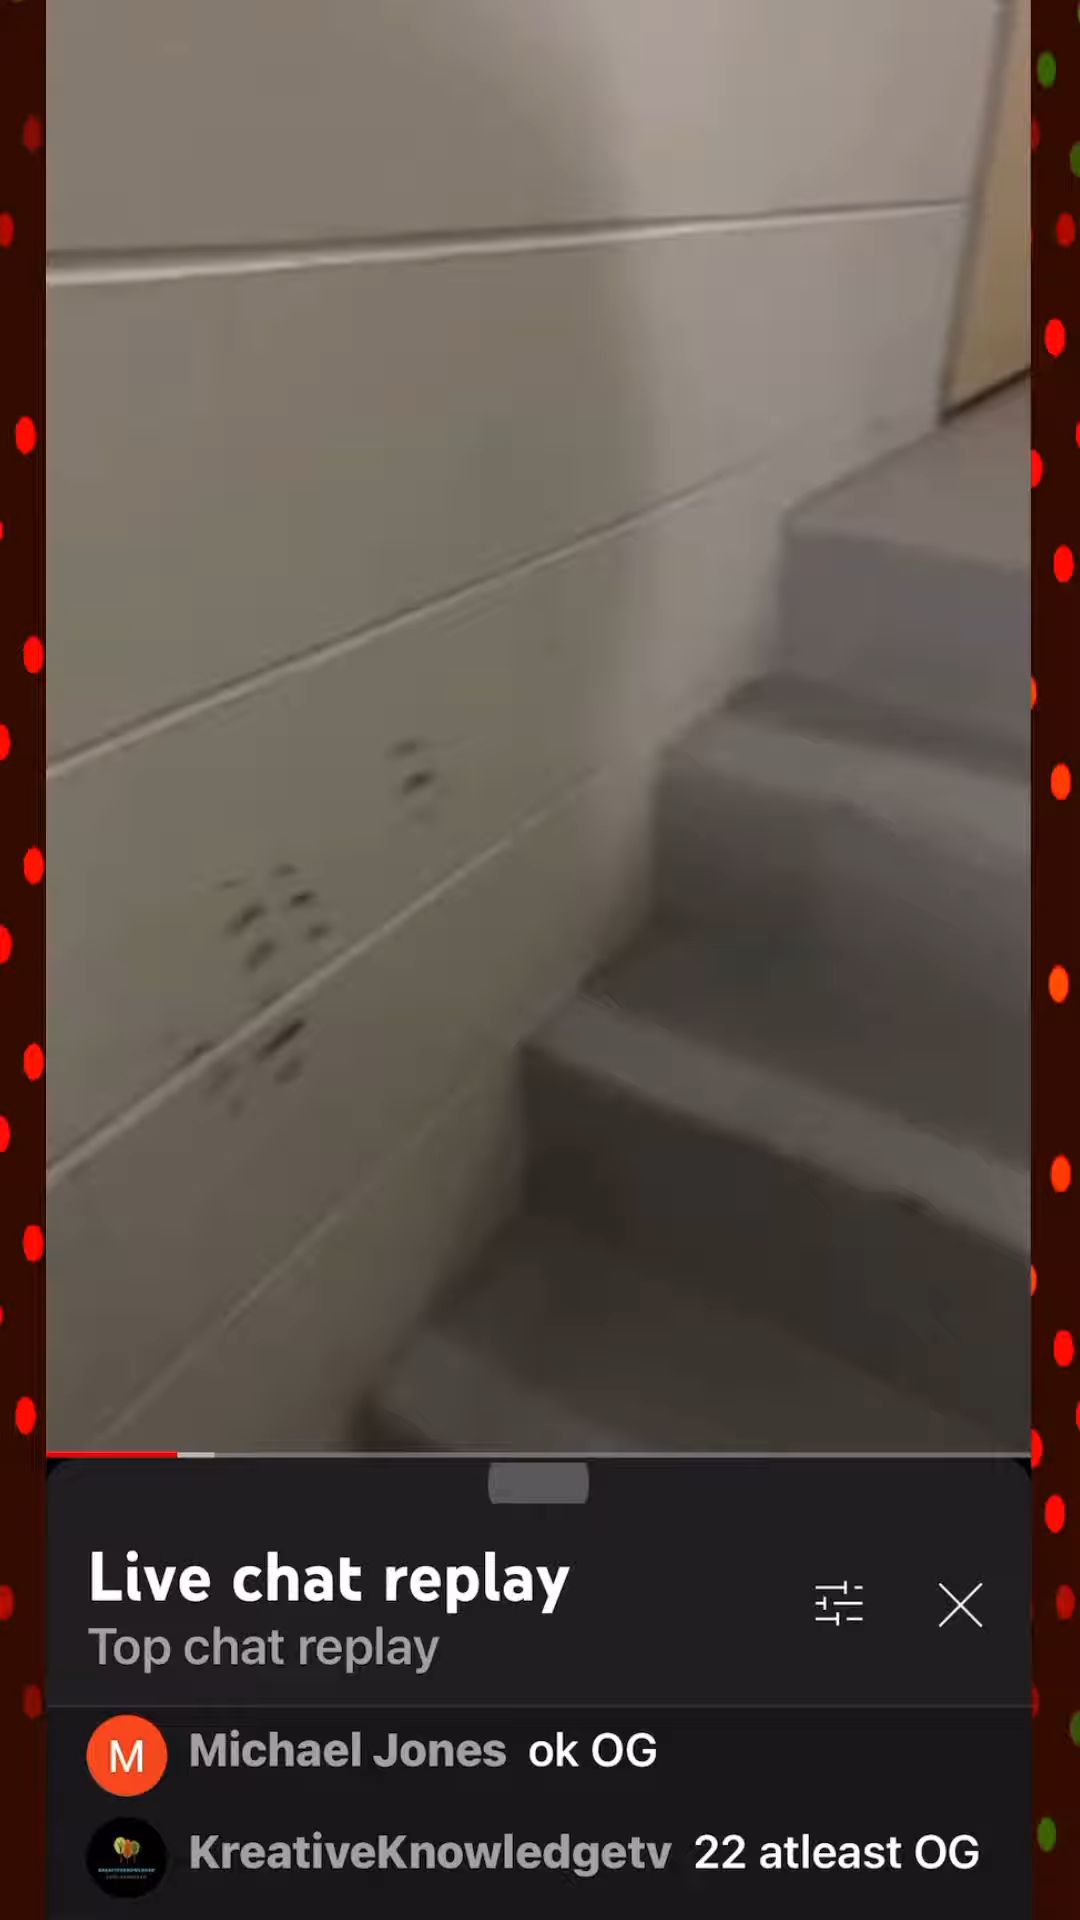 Live chat replay
Top chat replay
M Michael Jones ok OG
KreativeKnowledgetv 22 atleast OG